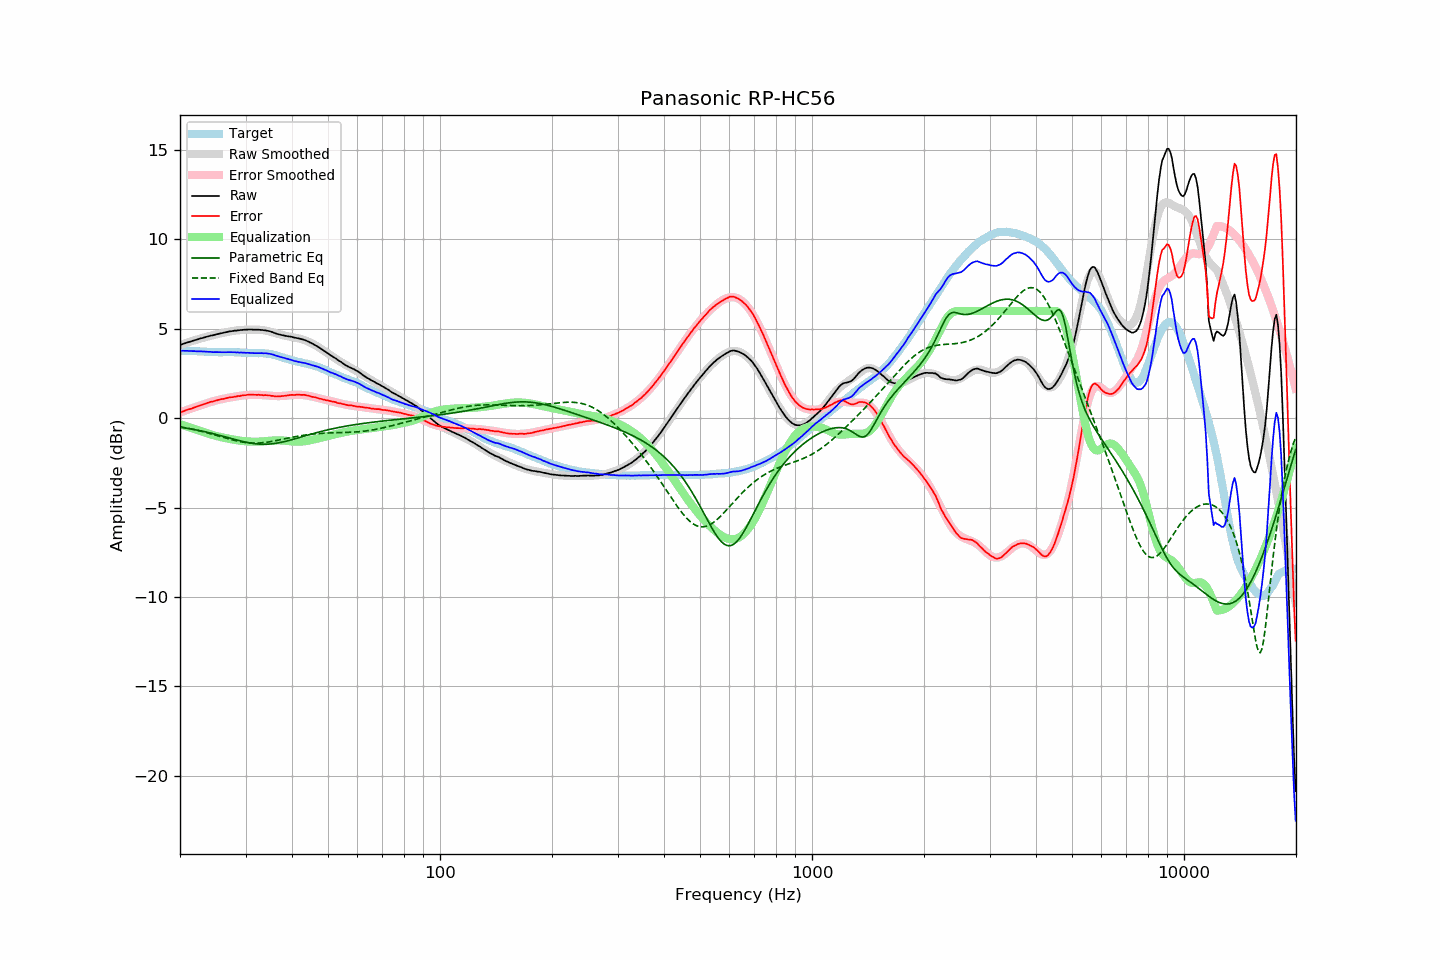 Panasonic RP-HC56
Target
Raw Smoothed
Error Smoothed
Raw
Error
Equalization
Parametric Eq
Fixed Band Eq
Equalized
15
10
5
0
−5
−10
−15
−20
Amplitude (dBr)
100
1000
10000
Frequency (Hz)